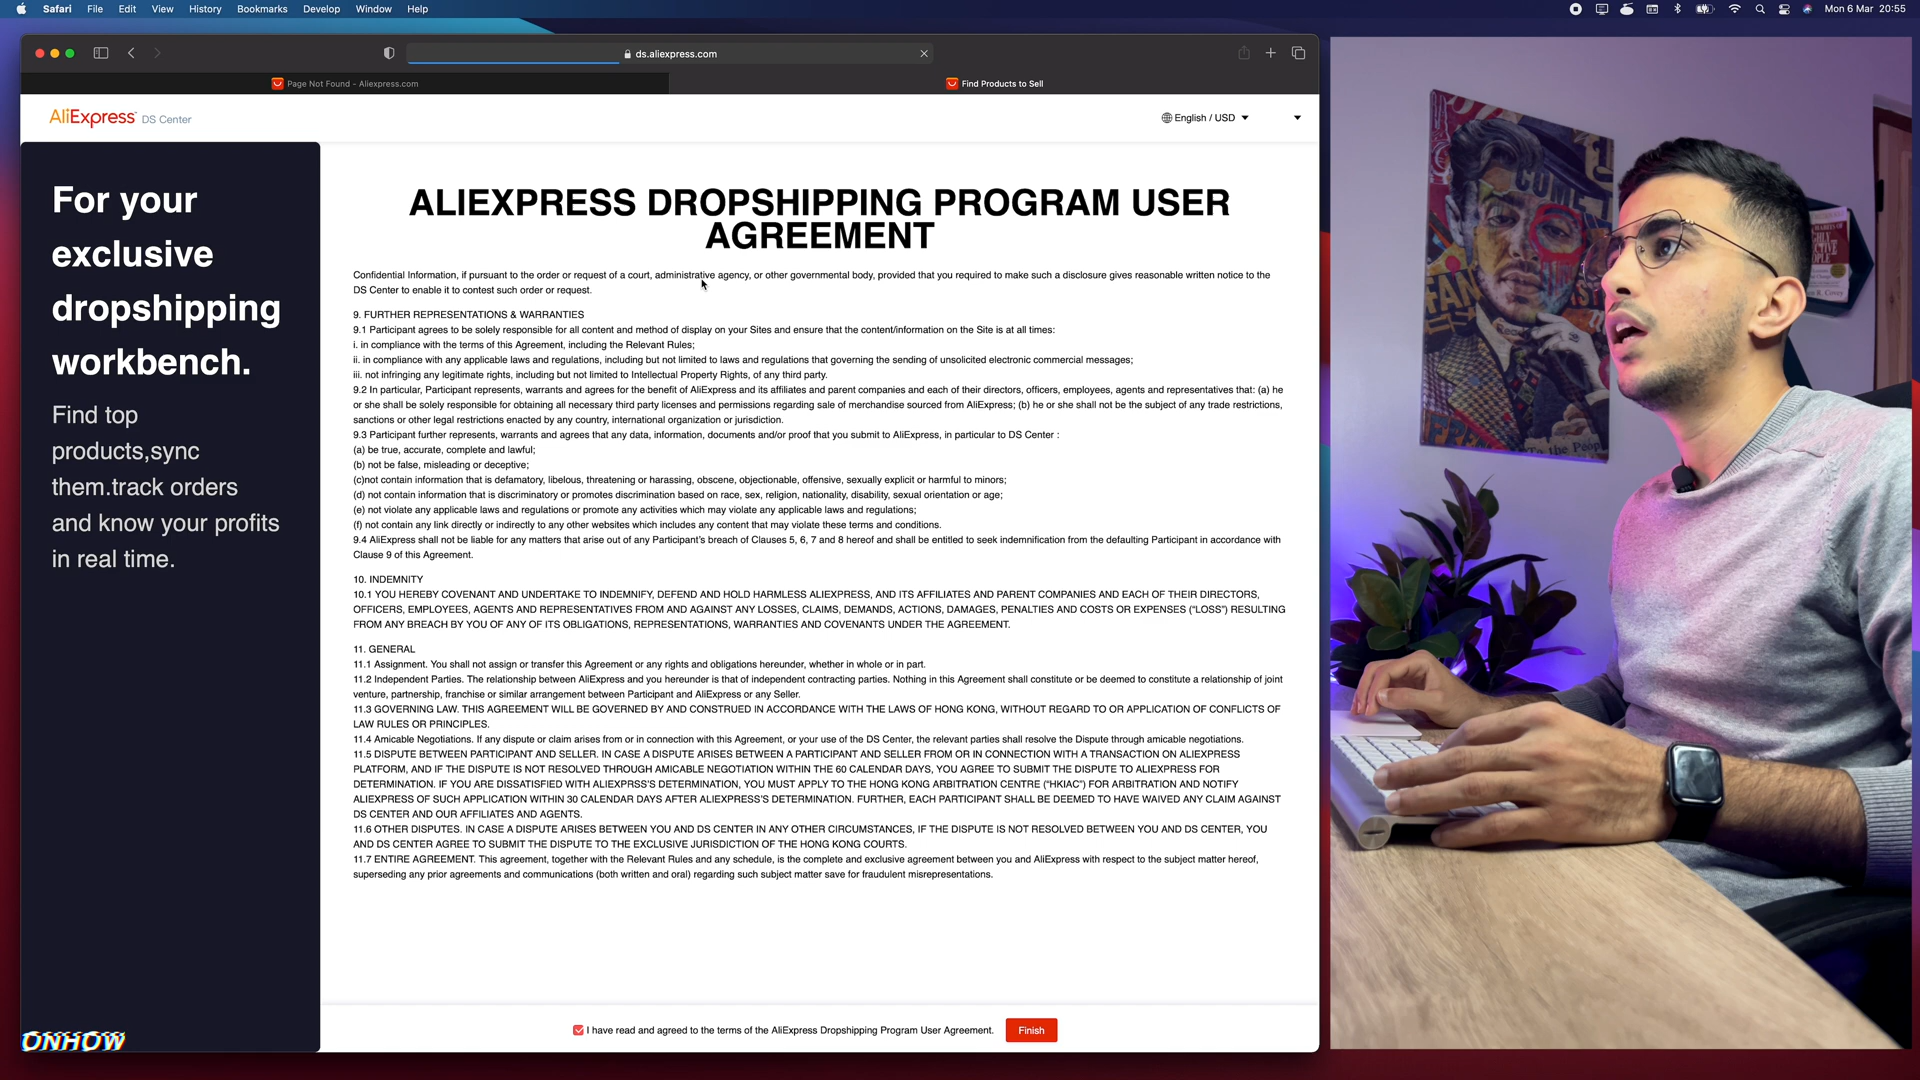 Safari File Edit View History Bookmarks Develop Window Help
Mon 6 Mar 20:55
ds.aliexpress.com
Page Not Found - Aliexpress.com
Find Products to Sell
AliExpress DS Center
English / USD
For your
exclusive
dropshipping
workbench.
Find top
products,sync
them.track orders
and know your profits
in real time.
ALIEXPRESS DROPSHIPPING PROGRAM USER
AGREEMENT
Confidential Information, if pursuant to the order or request of a court, administrative agency, or other governmental body, provided that you required to make such a disclosure gives reasonable written notice to the
DS Center to enable it to contest such order or request.
9. FURTHER REPRESENTATIONS & WARRANTIES
9.1 Participant agrees to be solely responsible for all content and method of display on your Sites and ensure that the content/information on the Site is at all times:
i. in compliance with the terms of this Agreement, including the Relevant Rules;
ii. in compliance with any applicable laws and regulations, including but not limited to laws and regulations that governing the sending of unsolicited electronic commercial messages;
iii. not infringing any legitimate rights, including but not limited to Intellectual Property Rights, of any third party.
9.2 In particular, Participant represents, warrants and agrees for the benefit of AliExpress and its affiliates and parent companies and each of their directors, officers, employees, agents and representatives that: (a) he
or she shall be solely responsible for obtaining all necessary third party licenses and permissions regarding sale of merchandise sourced from AliExpress; (b) he or she shall not be the subject of any trade restrictions,
sanctions or other legal restrictions enacted by any country, international organization or jurisdiction.
9.3 Participant further represents, warrants and agrees that any data, information, documents and/or proof that you submit to AliExpress, in particular to DS Center :
(a) be true, accurate, complete and lawful;
(b) not be false, misleading or deceptive;
(c)not contain information that is defamatory, libelous, threatening or harassing, obscene, objectionable, offensive, sexually explicit or harmful to minors;
(d) not contain information that is discriminatory or promotes discrimination based on race, sex, religion, nationality, disability, sexual orientation or age;
(e) not violate any applicable laws and regulations or promote any activities which may violate any applicable laws and regulations;
(f) not contain any link directly or indirectly to any other websites which includes any content that may violate these terms and conditions.
9.4 AliExpress shall not be liable for any matters that arise out of any Participant's breach of Clauses 5, 6, 7 and 8 hereof and shall be entitled to seek indemnification from the defaulting Participant in accordance with
Clause 9 of this Agreement.
10. INDEMNITY
10.1 YOU HEREBY COVENANT AND UNDERTAKE TO INDEMNIFY, DEFEND AND HOLD HARMLESS ALIEXPRESS, AND ITS AFFILIATES AND PARENT COMPANIES AND EACH OF THEIR DIRECTORS,
OFFICERS, EMPLOYEES, AGENTS AND REPRESENTATIVES FROM AND AGAINST ANY LOSSES, CLAIMS, DEMANDS, ACTIONS, DAMAGES, PENALTIES AND COSTS OR EXPENSES ("LOSS") RESULTING
FROM ANY BREACH BY YOU OF ANY OF ITS OBLIGATIONS, REPRESENTATIONS, WARRANTIES AND COVENANTS UNDER THE AGREEMENT.
11. GENERAL
11.1 Assignment. You shall not assign or transfer this Agreement or any rights and obligations hereunder, whether in whole or in part.
11.2 Independent Parties. The relationship between AliExpress and you hereunder is that of independent contracting parties. Nothing in this Agreement shall constitute or be deemed to constitute a relationship of joint
venture, partnership, franchise or similar arrangement between Participant and AliExpress or any Seller.
11.3 GOVERNING LAW. THIS AGREEMENT WILL BE GOVERNED BY AND CONSTRUED IN ACCORDANCE WITH THE LAWS OF HONG KONG, WITHOUT REGARD TO OR APPLICATION OF CONFLICTS OF
LAW RULES OR PRINCIPLES.
11.4 Amicable Negotiations. If any dispute or claim arises from or in connection with this Agreement, or your use of the DS Center, the relevant parties shall resolve the Dispute through amicable negotiations.
11.5 DISPUTE BETWEEN PARTICIPANT AND SELLER. IN CASE A DISPUTE ARISES BETWEEN A PARTICIPANT AND SELLER FROM OR IN CONNECTION WITH A TRANSACTION ON ALIEXPRESS
PLATFORM, AND IF THE DISPUTE IS NOT RESOLVED THROUGH AMICABLE NEGOTIATION WITHIN THE 60 CALENDAR DAYS, YOU AGREE TO SUBMIT THE DISPUTE TO ALIEXPRESS FOR
DETERMINATION. IF YOU ARE DISSATISFIED WITH ALIEXPRSS'S DETERMINATION, YOU MUST APPLY TO THE HONG KONG ARBITRATION CENTRE ("HKIAC") FOR ARBITRATION AND NOTIFY
ALIEXPRESS OF SUCH APPLICATION WITHIN 30 CALENDAR DAYS AFTER ALIEXPRESS'S DETERMINATION. FURTHER, EACH PARTICIPANT SHALL BE DEEMED TO HAVE WAIVED ANY CLAIM AGAINST
DS CENTER AND OUR AFFILIATES AND AGENTS.
11.6 OTHER DISPUTES. IN CASE A DISPUTE ARISES BETWEEN YOU AND DS CENTER IN ANY OTHER CIRCUMSTANCES, IF THE DISPUTE IS NOT RESOLVED BETWEEN YOU AND DS CENTER, YOU
AND DS CENTER AGREE TO SUBMIT THE DISPUTE TO THE EXCLUSIVE JURISDICTION OF THE HONG KONG COURTS.
11.7 ENTIRE AGREEMENT. This agreement, together with the Relevant Rules and any schedule, is the complete and exclusive agreement between you and AliExpress with respect to the subject matter hereof,
superseding any prior agreements and communications (both written and oral) regarding such subject matter save for fraudulent misrepresentations.
I have read and agreed to the terms of the AliExpress Dropshipping Program User Agreement.
Finish
ONHOW